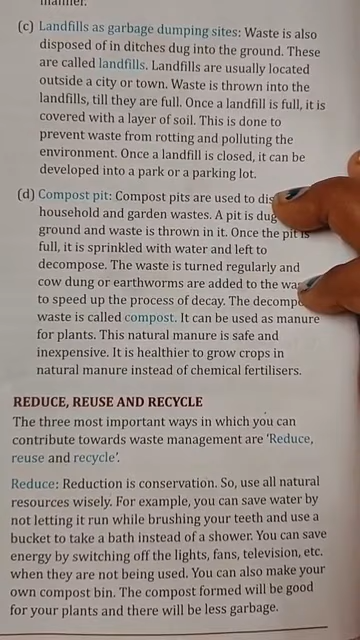 manner.
(c) Landfills as garbage dumping sites: Waste is also
disposed of in ditches dug into the ground. These
are called landfills. Landfills are usually located
outside a city or town. Waste is thrown into the
landfills, till they are full. Once a landfill is full, it is
covered with a layer of soil. This is done to
prevent waste from rotting and polluting the
environment. Once a landfill is closed, it can be
developed into a park or a parking lot.
(d) Compost pit: Compost pits are used to
household and garden wastes. A pit is dug
ground and waste is thrown in it. Once the pit is
full, it is sprinkled with water and left to
decompose. The waste is turned regularly and
cow dung or earthworms are added to the
to speed up the process of decay. The
waste is called compost. It can be used as manure
for plants. This natural manure is safe and
inexpensive. It is healthier to grow crops in
natural manure instead of chemical fertilisers.
REDUCE, REUSE AND RECYCLE
The three most important ways in which you can
contribute towards waste management are ‘Reduce,
reuse and recycle’.
Reduce: Reduction is conservation. So, use all natural
resources wisely. For example, you can save water by
not letting it run while brushing your teeth and use a
bucket to take a bath instead of a shower. You can save
energy by switching off the lights, fans, television, etc.
when they are not being used. You can also make your
own compost bin. The compost formed will be good
for your plants and there will be less garbage.